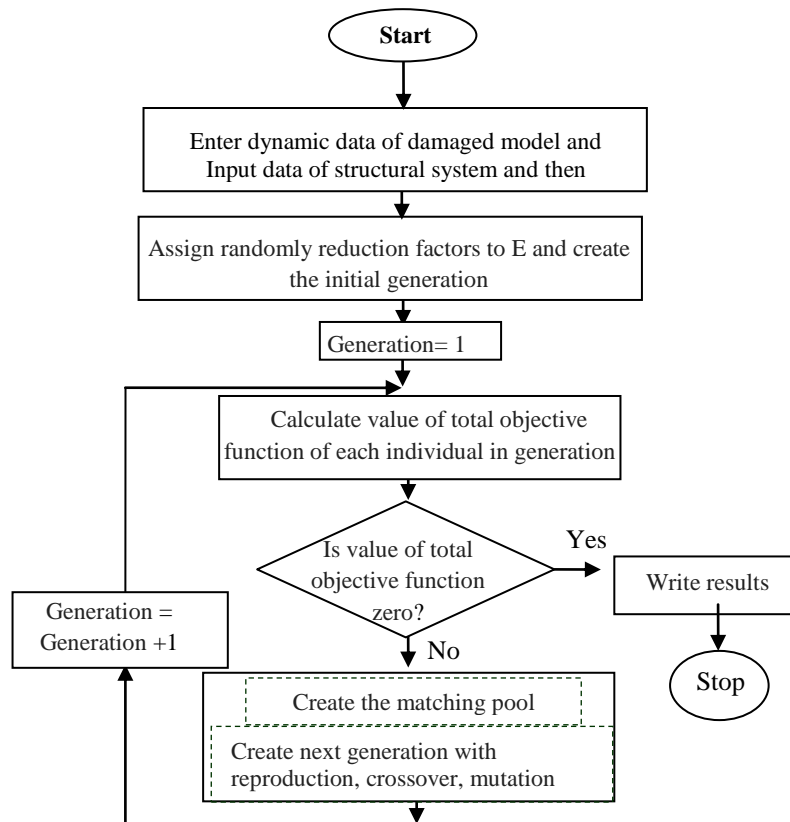 Start
Enter dynamic data of damaged model and
Input data of structural system and then
Assign randomly reduction factors to E and create
the initial generation
Generation= 1
Calculate value of total objective
function of each individual in generation
Is value of total
objective function
zero?
Yes
Write results
Stop
No
Generation =
Generation +1
Create the matching pool
Create next generation with
reproduction, crossover, mutation